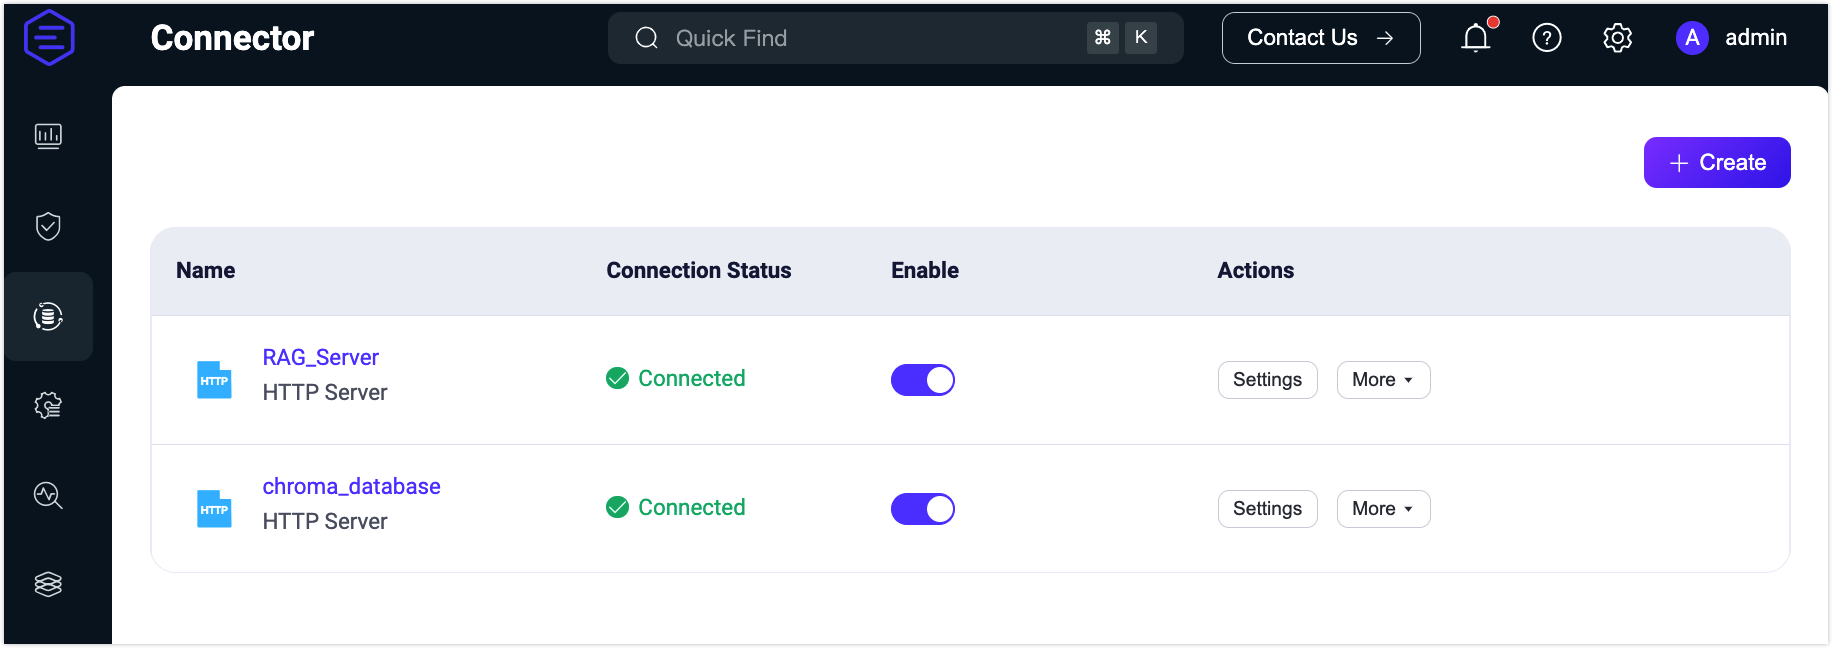 Connector
Quick Find
⌘ K
Contact Us →
?
A admin
+ Create
Name Connection Status Enable Actions
HTTP
RAG_Server
HTTP Server
Connected
Settings
More
HTTP
chroma_database
HTTP Server
Connected
Settings
More